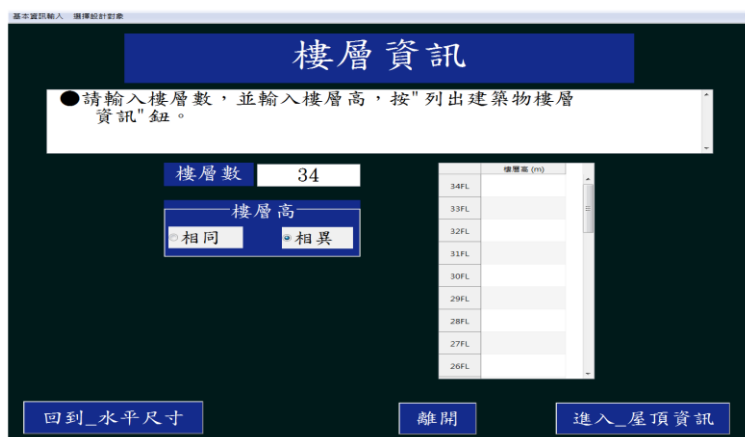 基本資訊輸入 選擇設計對象
樓層資訊
●請輸入樓層數，並輸入樓層高，按"列出建築物樓層
資訊"鈕。
樓層數 34
樓層高
相同 相異
樓層高 (m)
34FL
33FL
32FL
31FL
30FL
29FL
28FL
27FL
26FL
回到_水平尺寸 離開 進入_屋頂資訊